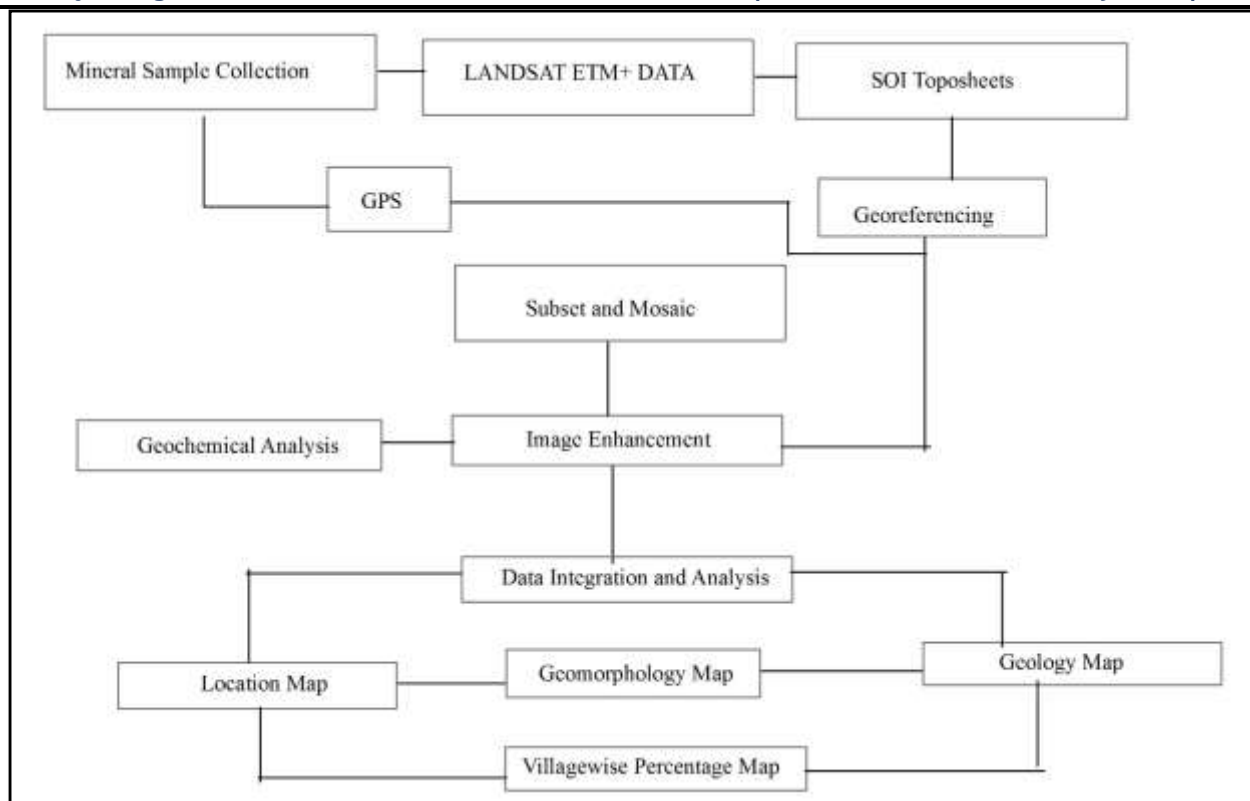 Mineral Sample Collection
LANDSAT ETM+ DATA
SOI Toposheets
GPS
Georeferencing
Subset and Mosaic
Geochemical Analysis
Image Enhancement
Data Integration and Analysis
Location Map
Geomorphology Map
Geology Map
Villagewise Percentage Map